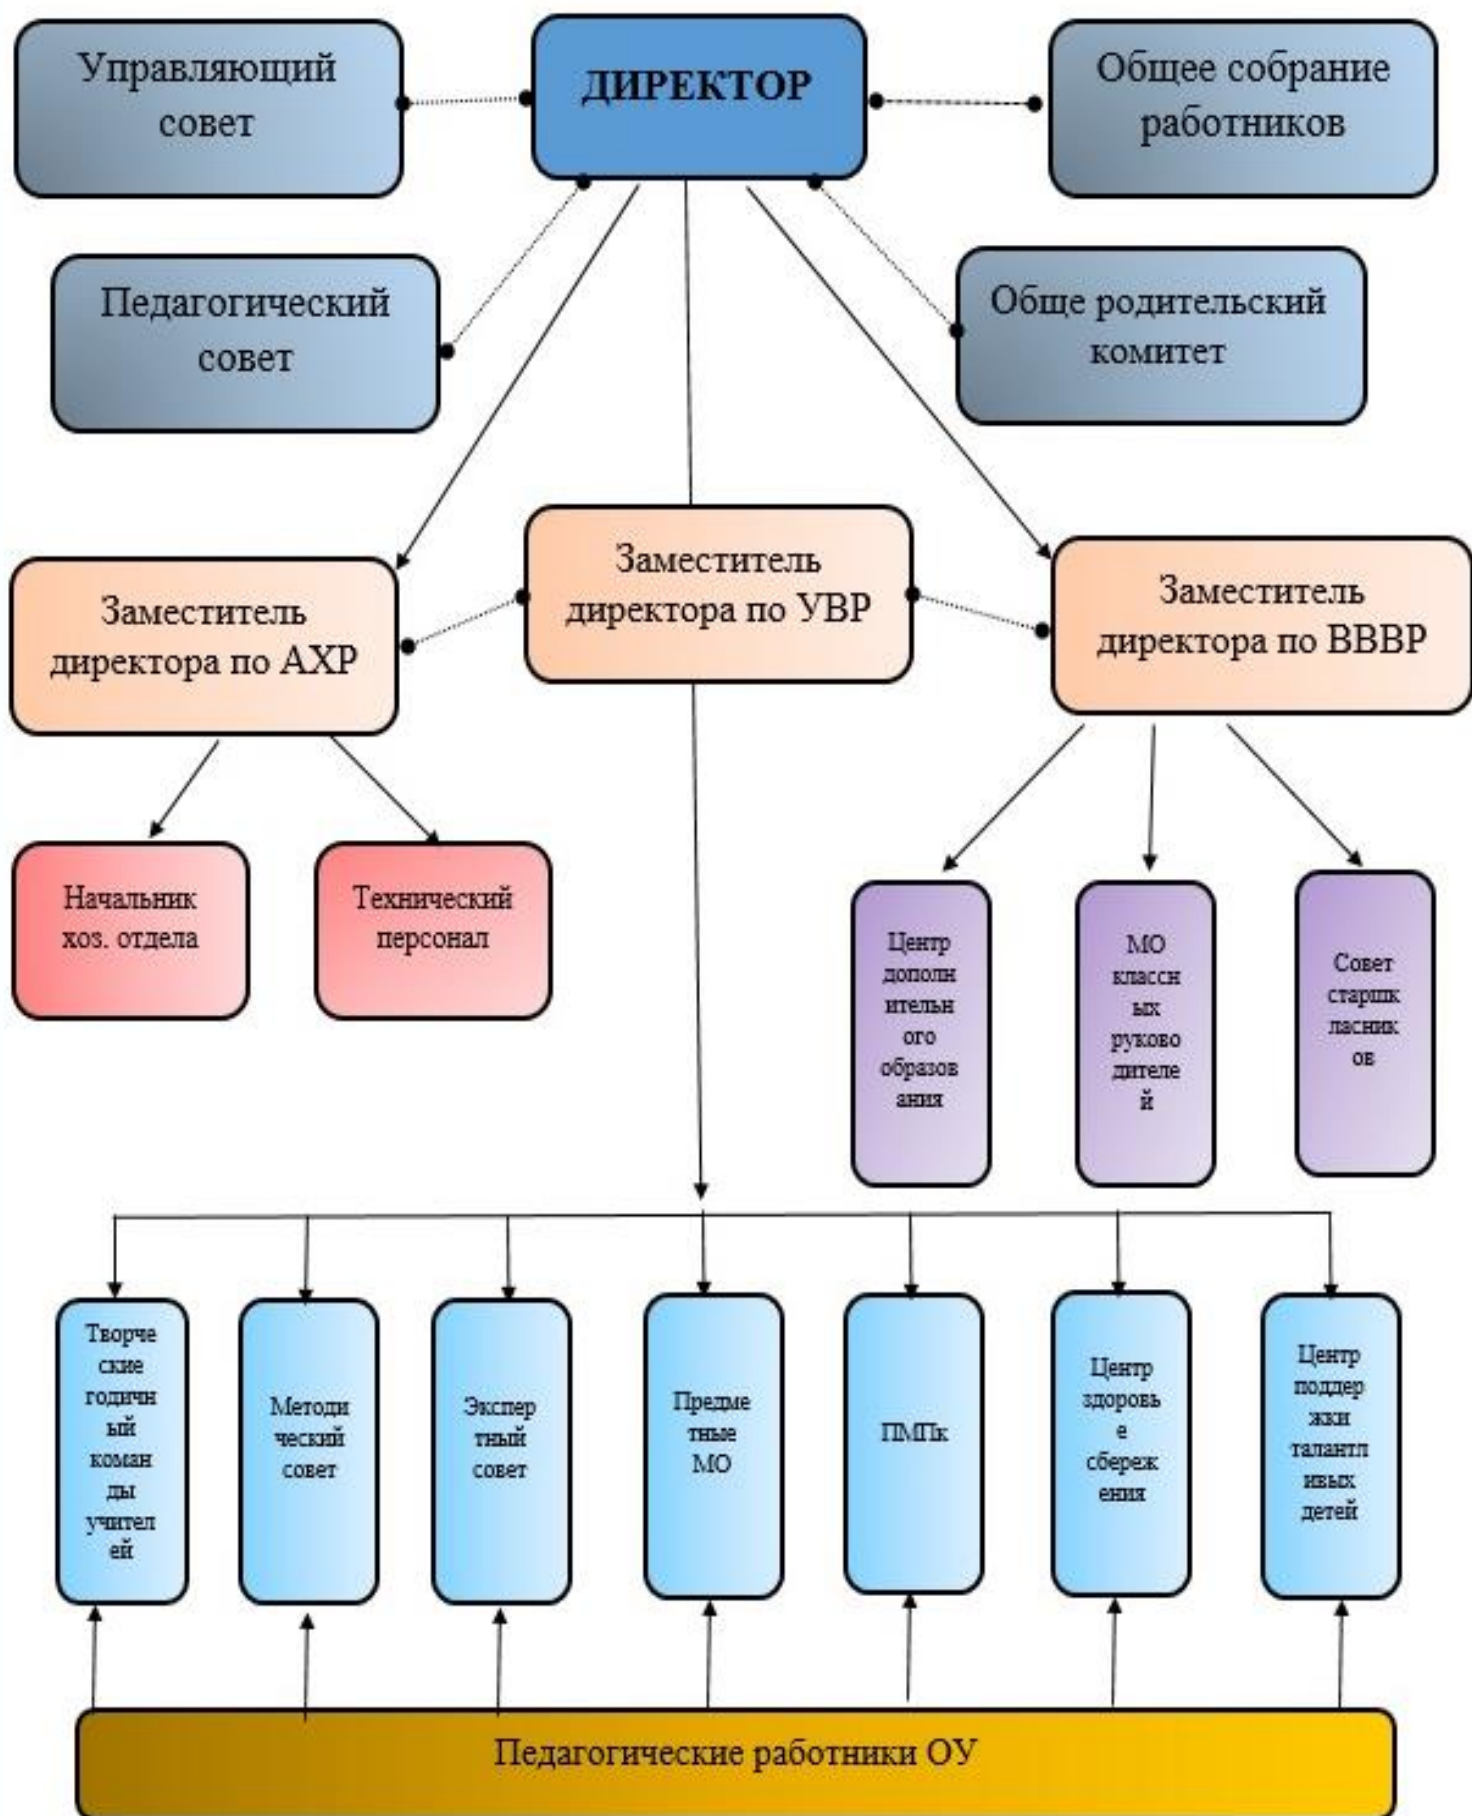 Управляющий
совет
ДИРЕКТОР
Общее собрание
работников
Педагогический
совет
Обще родительский
комитет
Заместитель
директора по АХР
Заместитель
директора по УВР
Заместитель
директора по ВВВР
Начальник
хоз. отдела
Технический
персонал
Центр
дополн
ительн
ого
образов
ания
МО
классн
ых
руково
дителе
й
Совет
старшк
ласник
ов
Творче
ские
годичн
ый
коман
ды
учител
ей
Методи
ческий
совет
Экспер
тный
совет
Предме
тные
МО
ПМПк
Центр
здоровь
е
сбереж
ения
Центр
поддер
жки
талантл
ивых
детей
Педагогические работники ОУ